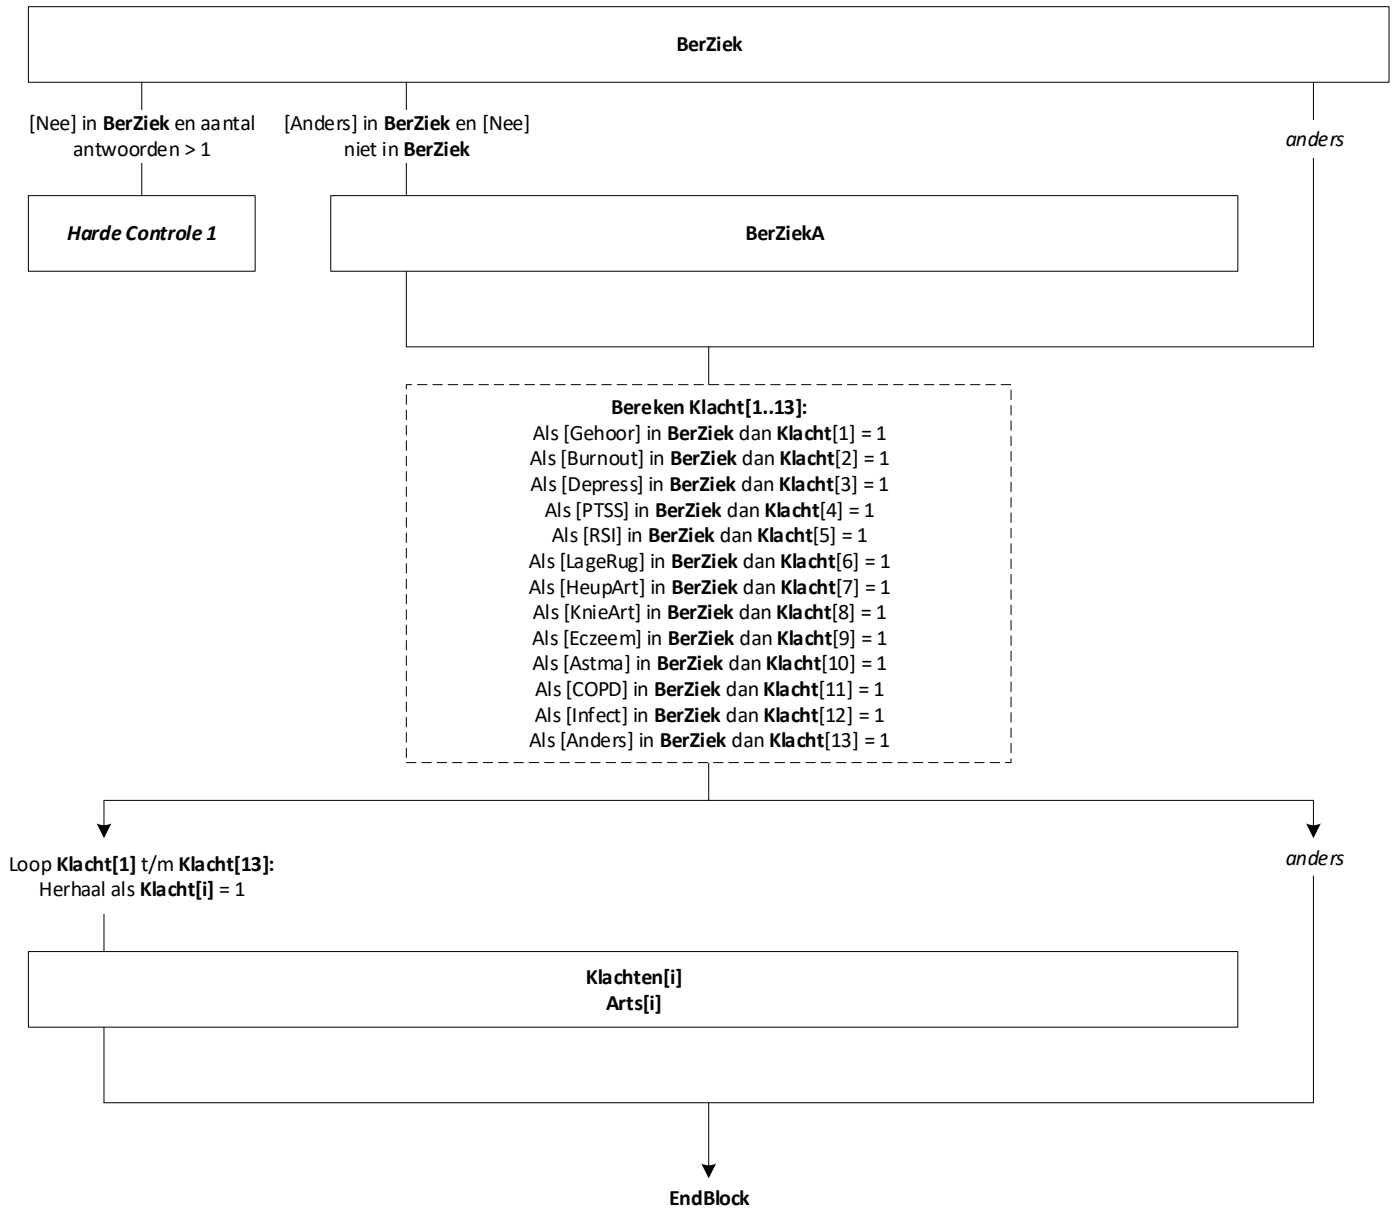 BerZiek
[Nee] in BerZiek en aantal
antwoorden > 1
[Anders] in BerZiek en [Nee]
niet in BerZiek
anders
Harde Controle 1
BerZiekA
Bereken Klacht[1..13]:
Als [Gehoor] in BerZiek dan Klacht[1] = 1
Als [Burnout] in BerZiek dan Klacht[2] = 1
Als [Depress] in BerZiek dan Klacht[3] = 1
Als [PTSS] in BerZiek dan Klacht[4] = 1
Als [RSI] in BerZiek dan Klacht[5] = 1
Als [LageRug] in BerZiek dan Klacht[6] = 1
Als [HeupArt] in BerZiek dan Klacht[7] = 1
Als [KnieArt] in BerZiek dan Klacht[8] = 1
Als [Eczeem] in BerZiek dan Klacht[9] = 1
Als [Astma] in BerZiek dan Klacht[10] = 1
Als [COPD] in BerZiek dan Klacht[11] = 1
Als [Infect] in BerZiek dan Klacht[12] = 1
Als [Anders] in BerZiek dan Klacht[13] = 1
Loop Klacht[1] t/m Klacht[13]:
Herhaal als Klacht[i] = 1
anders
Klachten[i]
Arts[i]
EndBlock